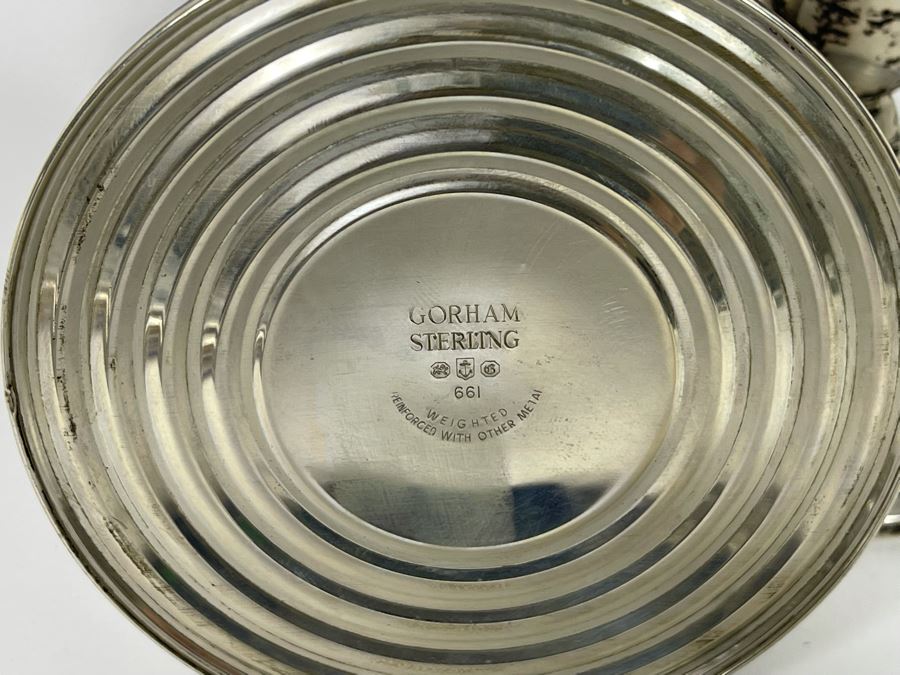 GORHAM
STERLING
661
WEIGHTED
REINFORCED WITH OTHER METAL